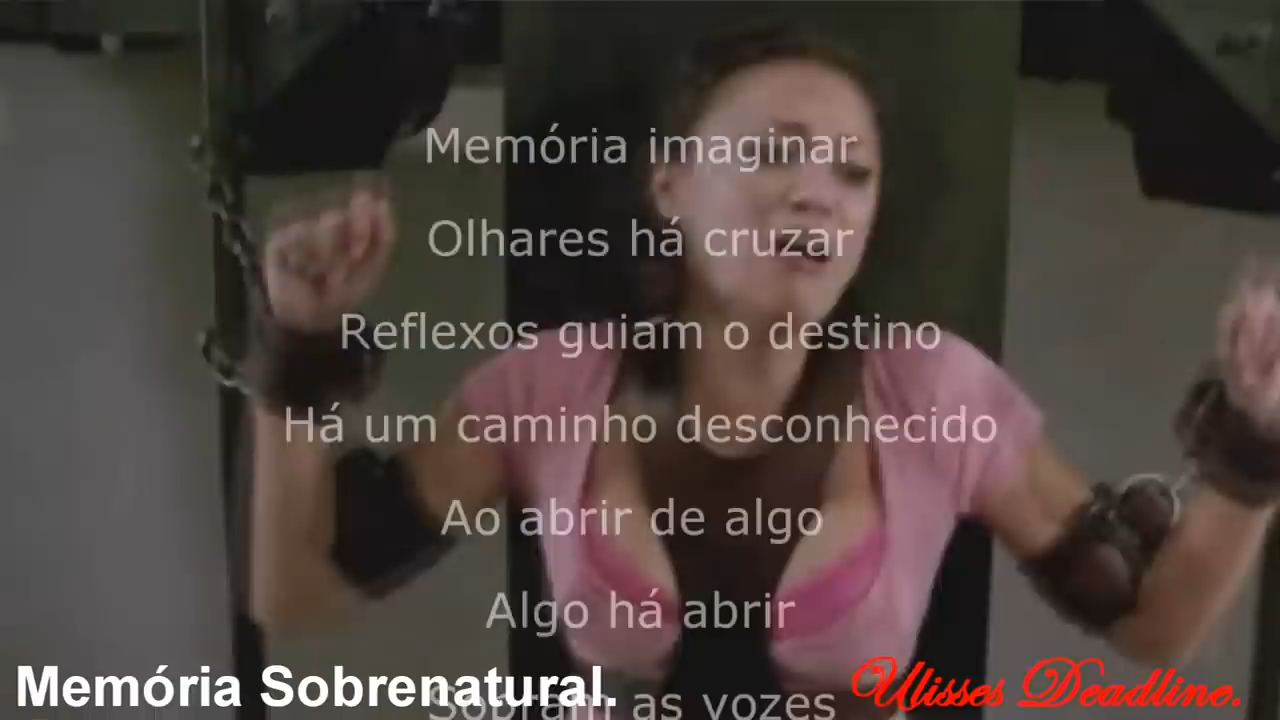 Memória imaginar
Olhares há cruzar
Reflexos guiam o destino
Há um caminho desconhecido
Ao abrir de algo
Algo há abrir
Sobram as vozes
Memória Sobrenatural.
Ulisses Deadline.